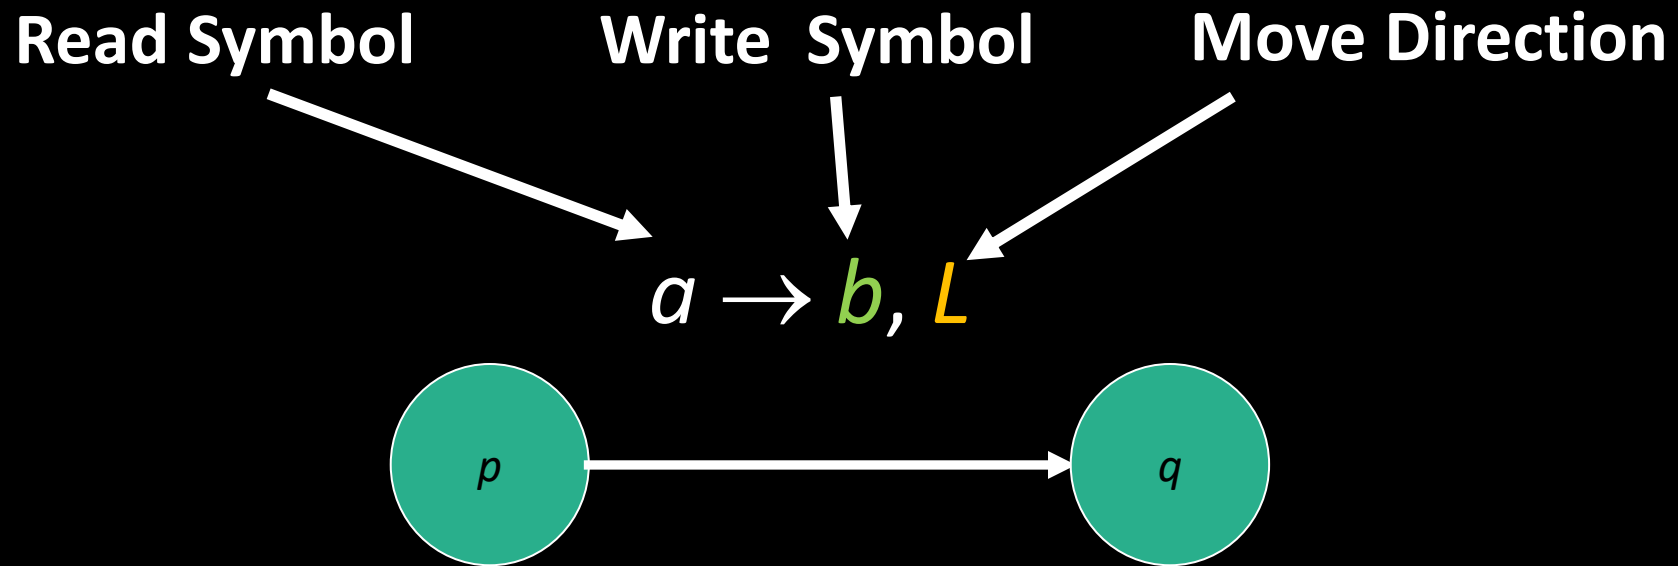 Read Symbol Write Symbol Move Direction
a → b, L
p q